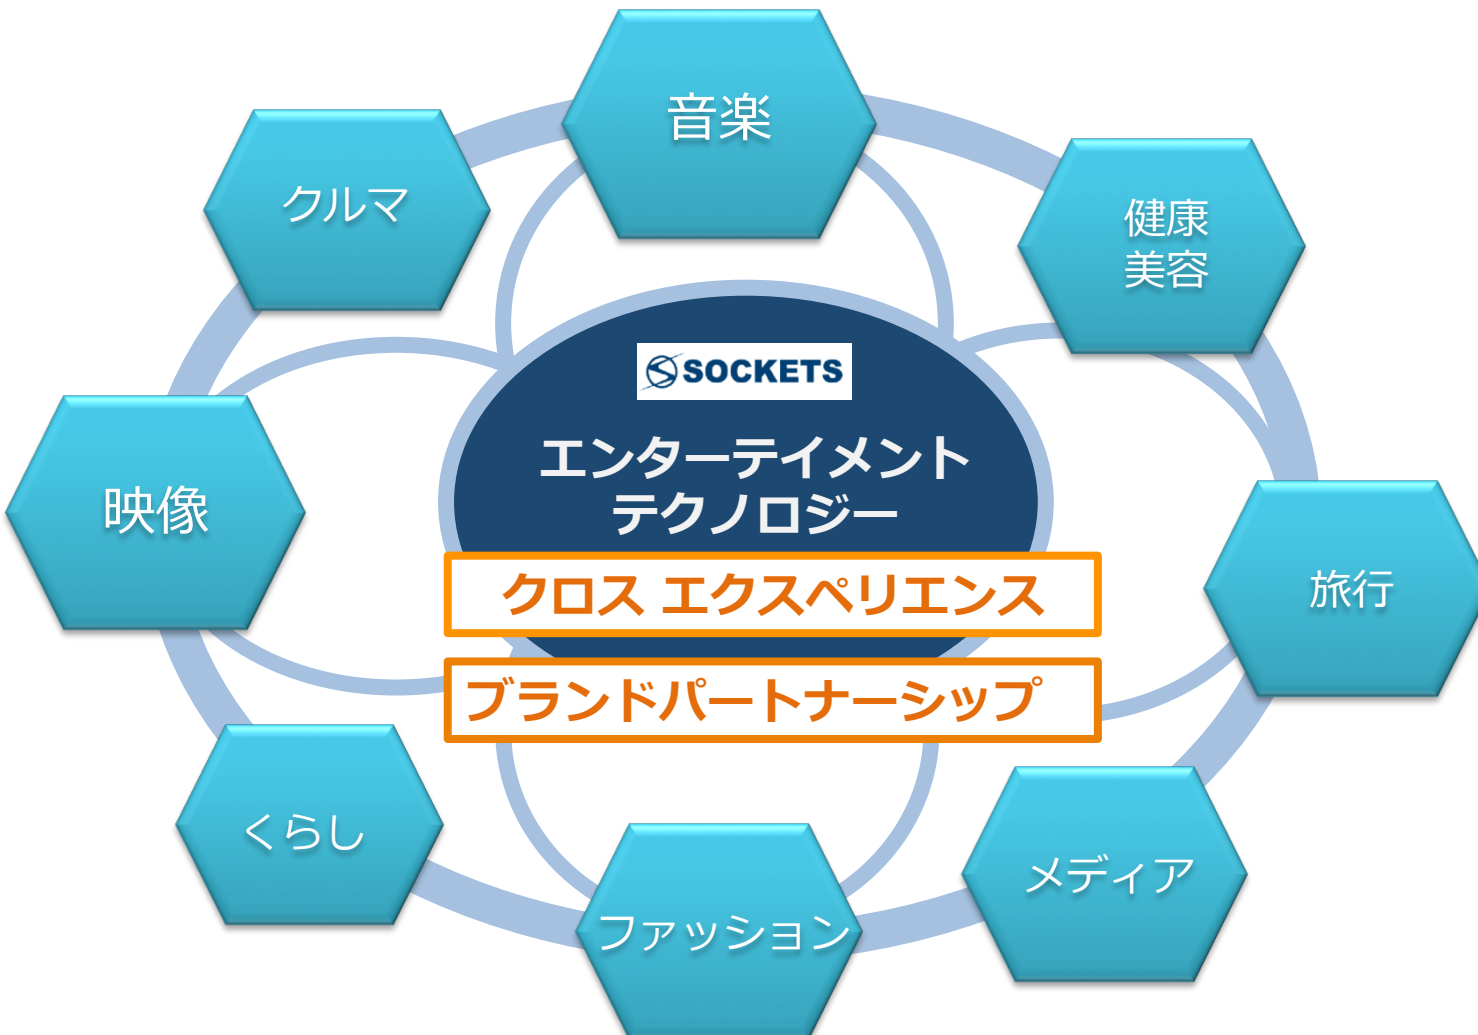 音楽
クルマ
健康
美容
SOCKETS
エンターテイメント
テクノロジー
映像
クロス エクスペリエンス
旅行
ブランドパートナーシップ
くらし
メディア
ファッション